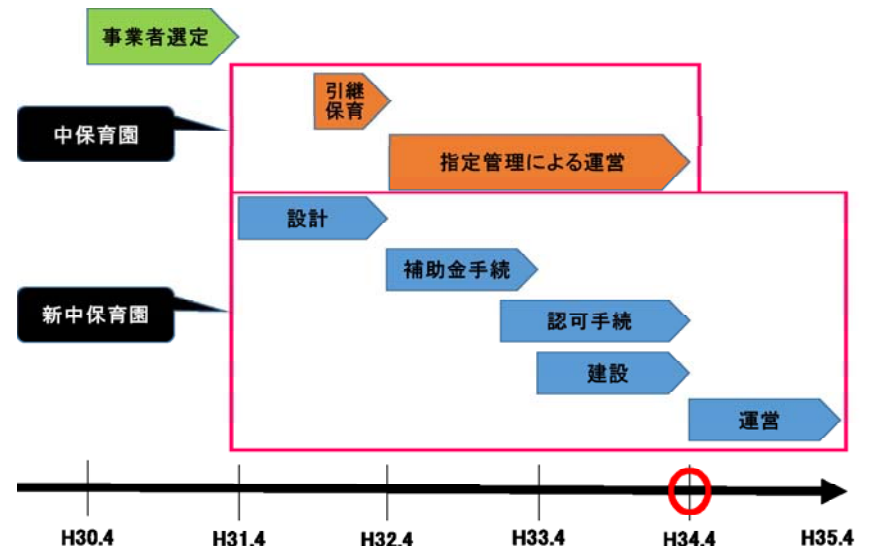 事業者選定
引継
保育
中保育園
指定管理による運営
設計
補助金手続
新中保育園
認可手続
建設
運営
H30.4
H31.4
H32.4
H33.4
H34.4
H35.4